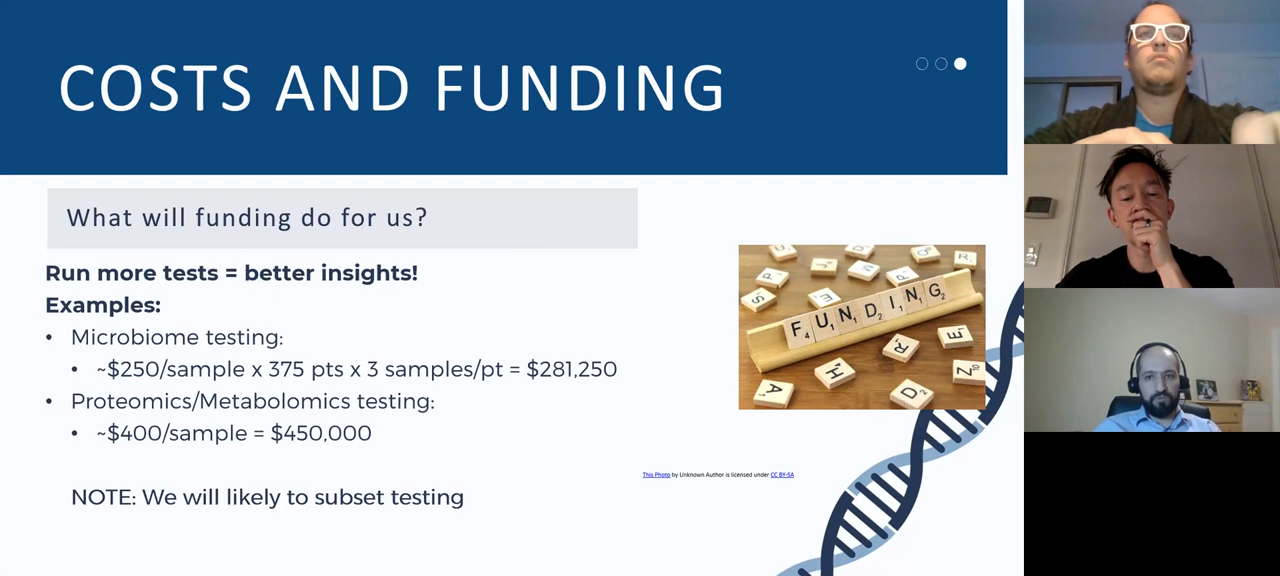 COSTS AND FUNDING
What will funding do for us?
Run more tests = better insights!
Examples:
• Microbiome testing:
• ~$250/sample x 375 pts x 3 samples/pt = $281,250
• Proteomics/Metabolomics testing:
• ~$400/sample = $450,000
NOTE: We will likely to subset testing
FUNDING
This Photo by Unknown Author is licensed under CC BY-SA